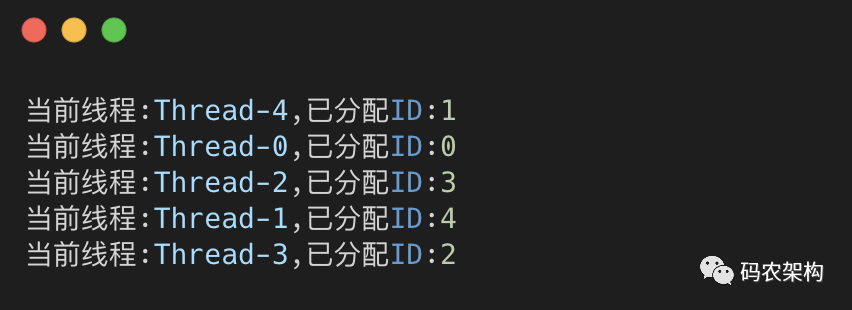 当前线程:Thread-4,已分配ID:1
当前线程:Thread-0,已分配ID:0
当前线程:Thread-2,已分配ID:3
当前线程:Thread-1,已分配ID:4
当前线程:Thread-3,已分配ID:2
码农架构